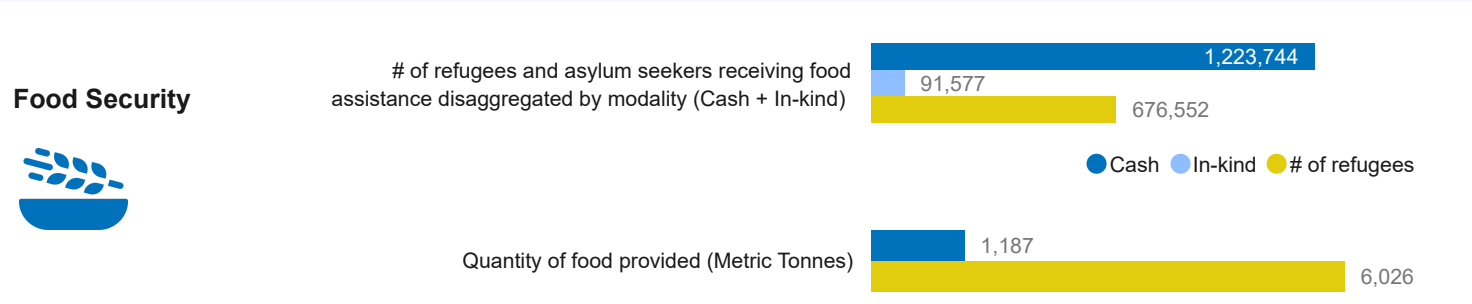 Food Security
# of refugees and asylum seekers receiving food
assistance disaggregated by modality (Cash + In-kind)
1,223,744
91,577
676,552
Cash In-kind # of refugees
Quantity of food provided (Metric Tonnes)
1,187
6,026